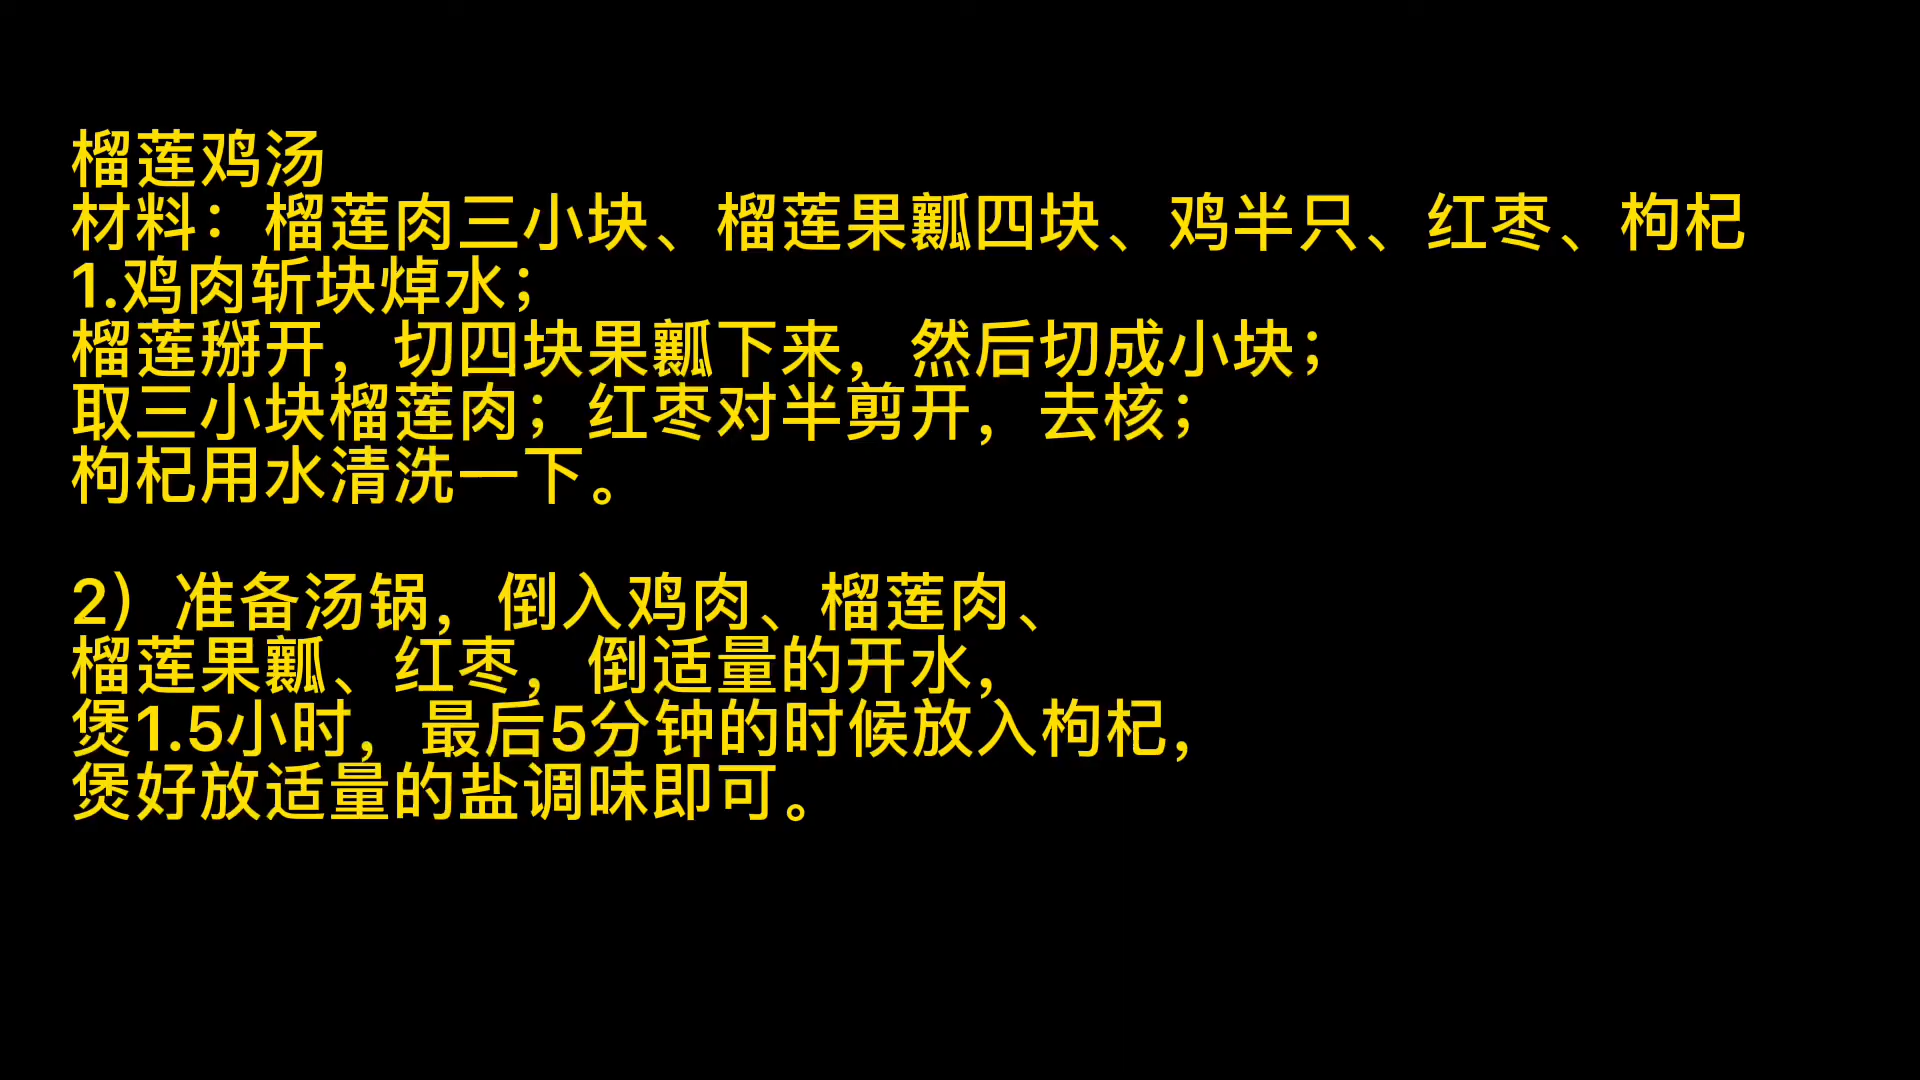 榴莲鸡汤
材料：榴莲肉三小块、榴莲果瓤四块、鸡半只、红枣、枸杞
1.鸡肉斩块焯水；
榴莲掰开，切四块果瓤下来，然后切成小块；
取三小块榴莲肉；红枣对半剪开，去核；
枸杞用水清洗一下。
2）准备汤锅，倒入鸡肉、榴莲肉、
榴莲果瓤、红枣，倒适量的开水，
煲1.5小时，最后5分钟的时候放入枸杞，
煲好放适量的盐调味即可。